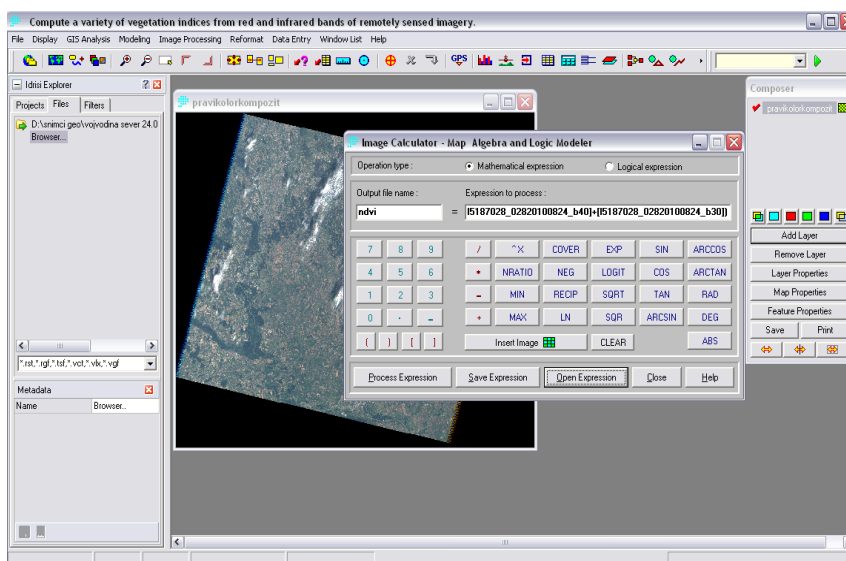 Compute a variety of vegetation indices from red and infrared bands of remotely sensed imagery.
File Display GIS Analysis Modeling Image Processing Reformat Data Entry Window List Help
GPS
Idrisi Explorer
Projects Files Filters
D:\snimci geo\vojvodina sever 24.0
Browser...
*.rst,*.rgf,*.tsf,*.vct,*.vlx,*.vgf
Metadata
Name Browser..
pravikolorkompozit
Image Calculator - Map Algebra and Logic Modeler
Operation type : Mathematical expression Logical expression
Output file name : Expression to process :
ndvi = l5187028_02820100824_b40]+[l5187028_02820100824_b30])
7 8 9 / ^X COVER EXP SIN ARCCOS
4 5 6 * NRATIO NEG LOGIT COS ARCTAN
1 2 3 - MIN RECIP SQRT TAN RAD
0 . - + MAX LN SQR ARCSIN DEG
( ) [ ] Insert Image CLEAR ABS
Process Expression Save Expression Open Expression Close Help
Composer
pravikolorkompozit
Add Layer
Remove Layer
Layer Properties
Map Properties
Feature Properties
Save Print